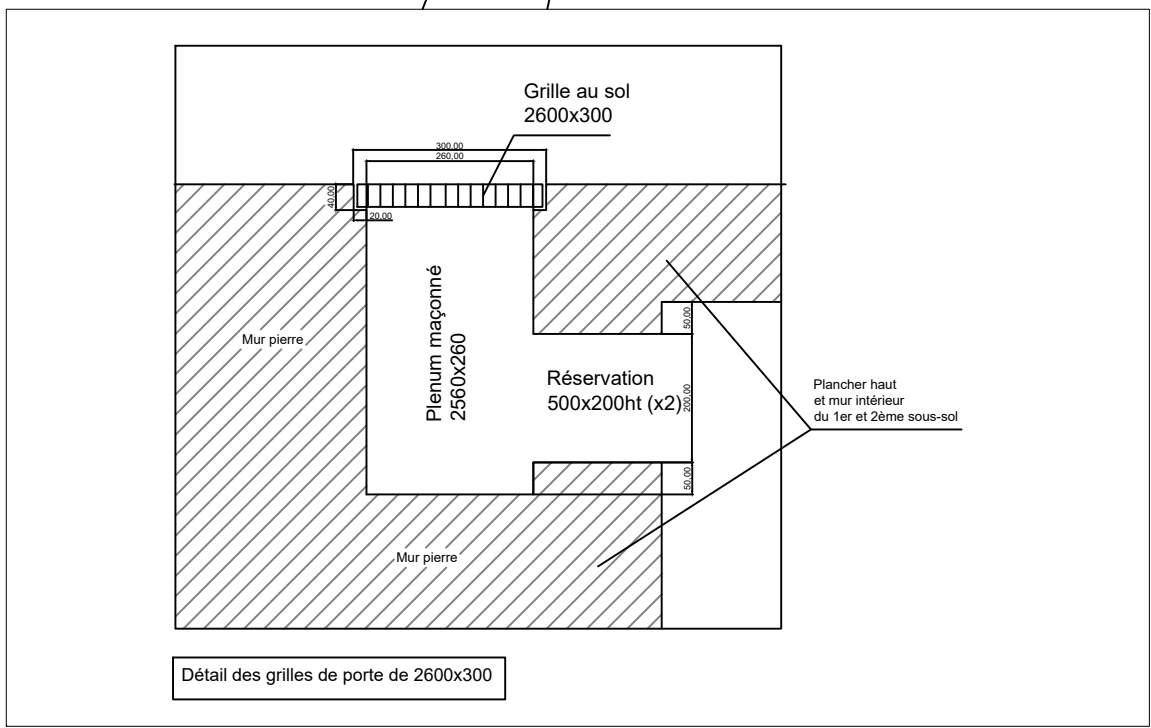 Grille au sol
2600x300
300,00
260,00
40,00
20,00
Plenum maçonné
2560x260
Mur pierre
50,00
Réservation
500x200ht (x2)
200,00
Plancher haut
et mur intérieur
du 1er et 2ème sous-sol
50,00
Mur pierre
Détail des grilles de porte de 2600x300